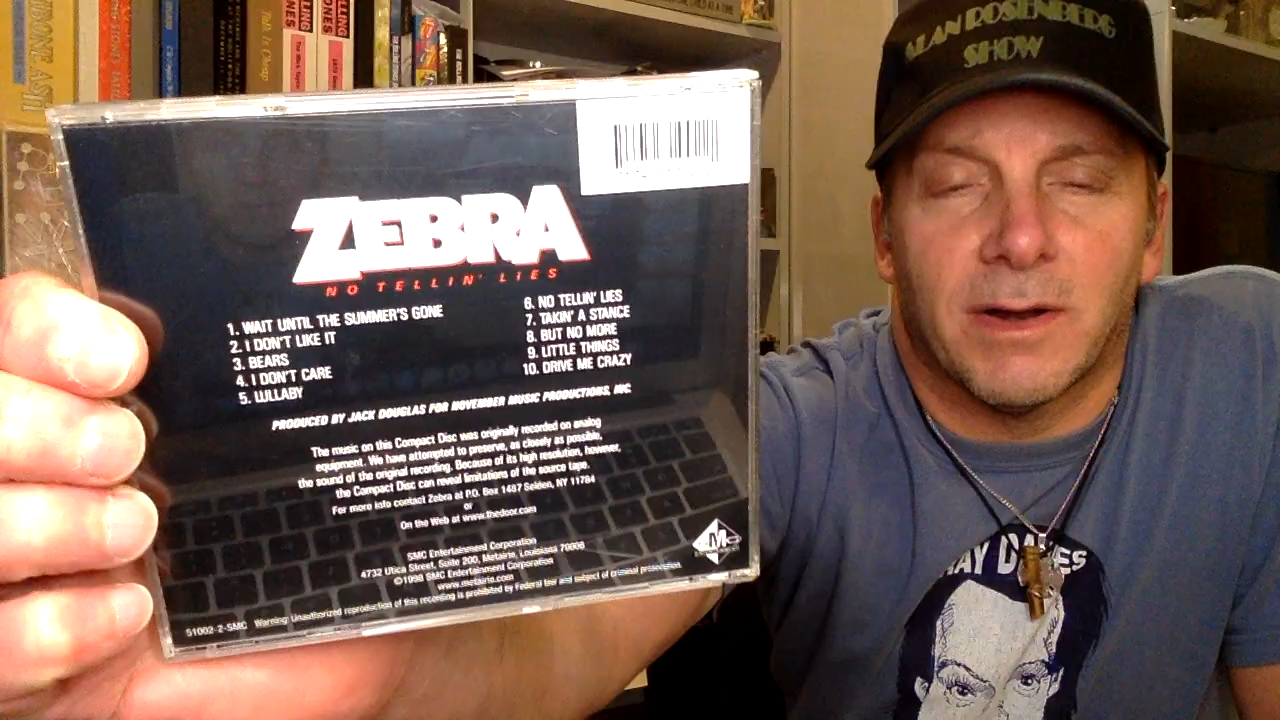 ALAN ROSENBERG
SHOW
ZEBRA
NO TELLIN' LIES
1. WAIT UNTIL THE SUMMER'S GONE
2. I DON'T LIKE IT
3. BEARS
4. I DON'T CARE
5. LULLABY
6. NO TELLIN' LIES
7. TAKIN' A STANCE
8. BUT NO MORE
9. LITTLE THINGS
10. DRIVE ME CRAZY
PRODUCED BY JACK DOUGLAS FOR NOVEMBER MUSIC PRODUCTIONS, INC.
The music on this Compact Disc was originally recorded on analog
equipment. We have attempted to preserve, as closely as possible,
the sound of the original recording. Because of its high resolution, however,
the Compact Disc can reveal limitations of the source tape.
For more info contact Zebra at P.O. Box 1487 Selden, NY 11784
or
On the Web at www.thedoor.com
SMC Entertainment Corporation
4732 Utica Street, Suite 200, Metairie, Louisiana 70006
©1998 SMC Entertainment Corporation
www.metairie.com
51002-2-SMC Warning: Unauthorized reproduction of this recording is prohibited by Federal law and subject of criminal prosecution.